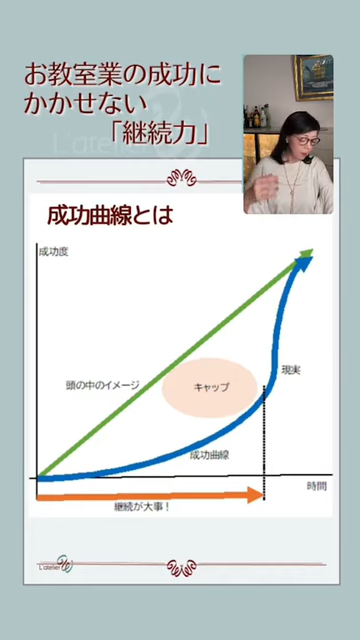 お教室業の成功に
かかせない
「継続力」
成功曲線とは
成功度
頭の中のイメージ
キャップ
現実
成功曲線
時間
継続が大事！
L'atelier